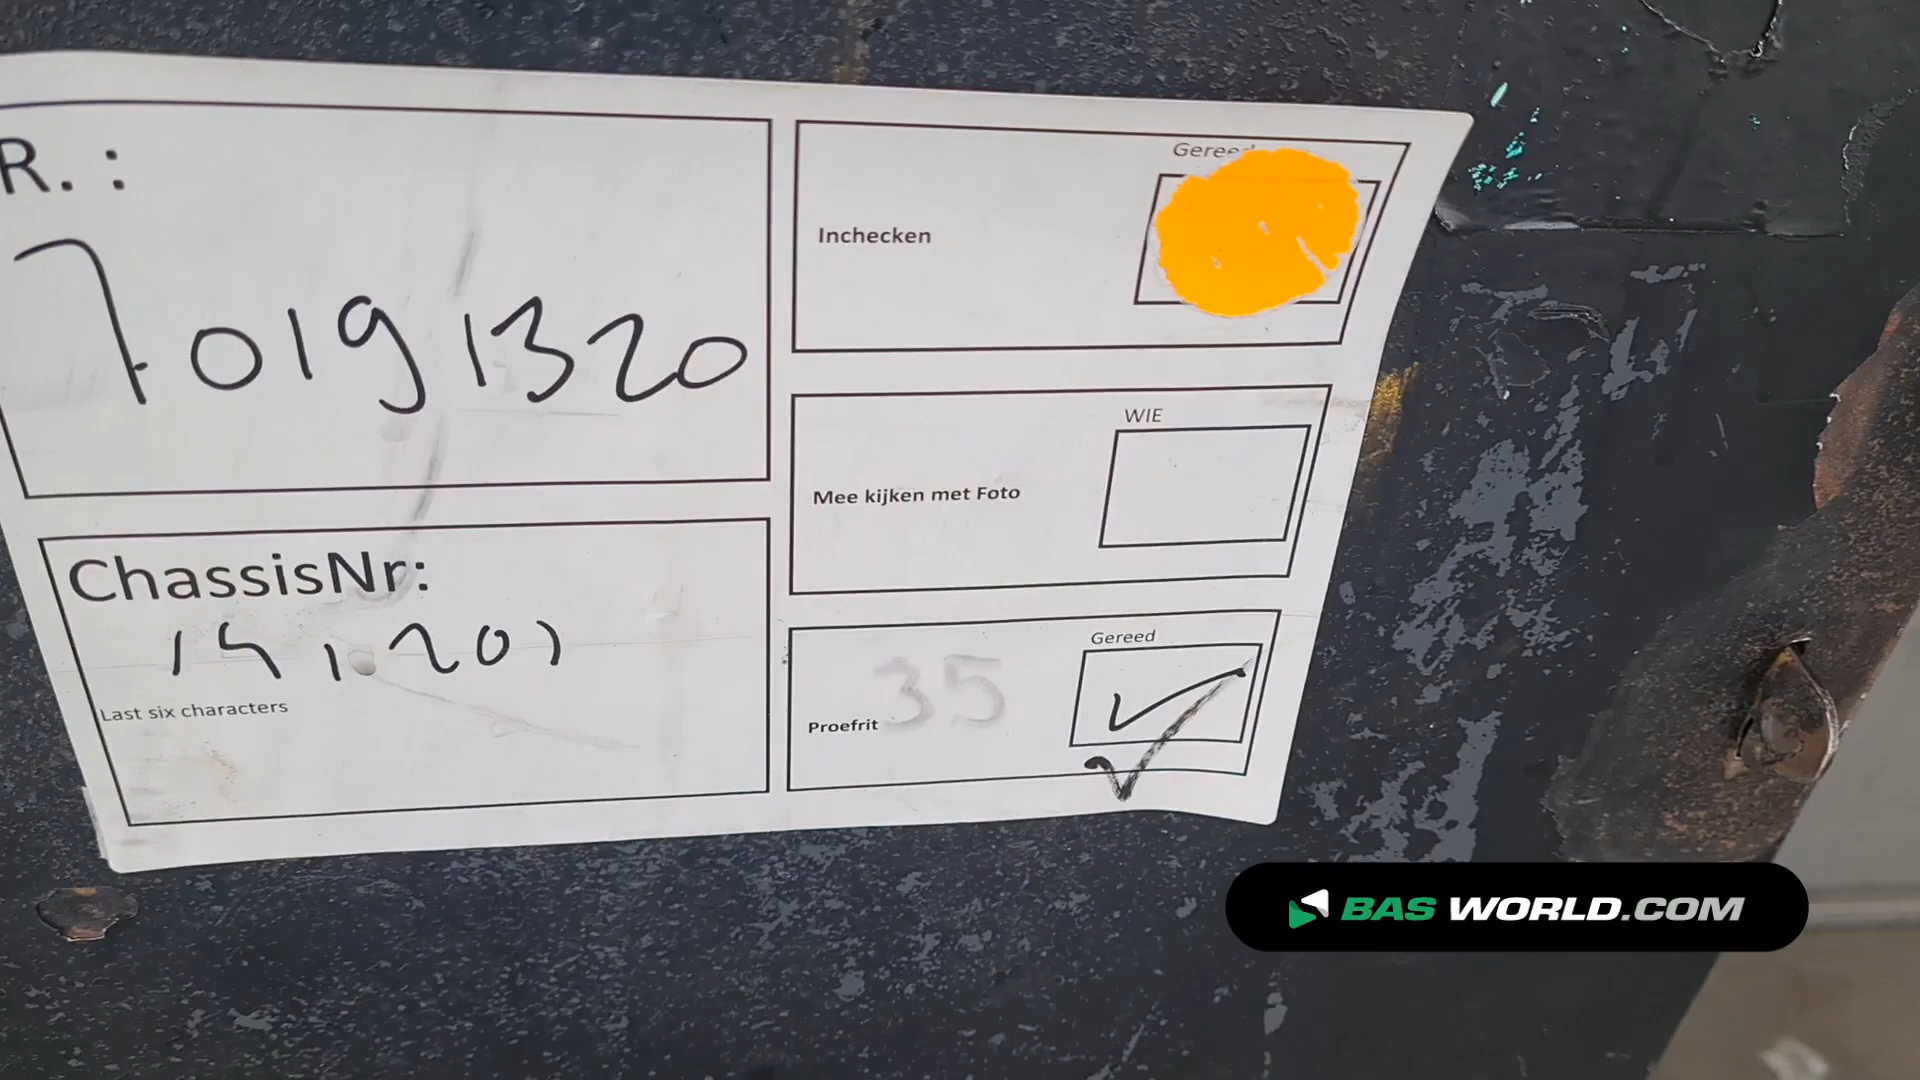 R. :
70191320
ChassisNr:
141201
Last six characters
Gereed
Inchecken
WIE
Mee kijken met Foto
Gereed
35
Proefrit
BAS WORLD.COM